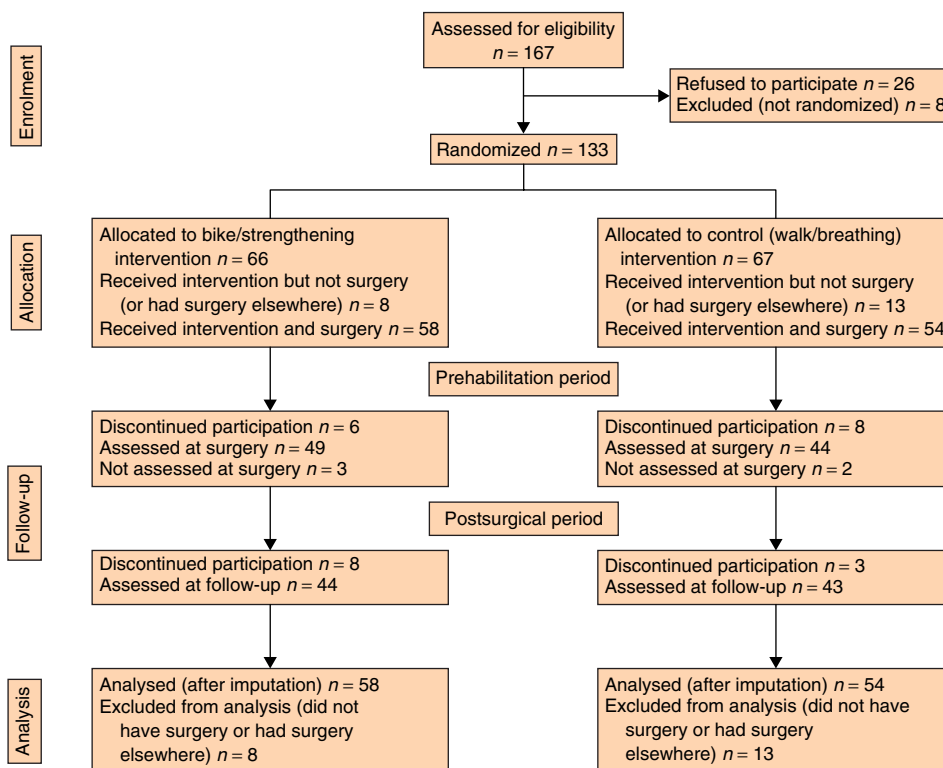 Enrolment
Assessed for eligibility
n = 167
Refused to participate n = 26
Excluded (not randomized) n = 8
Randomized n = 133
Allocation
Allocated to bike/strengthening
intervention n = 66
Received intervention but not surgery
(or had surgery elsewhere) n = 8
Received intervention and surgery n = 58
Allocated to control (walk/breathing)
intervention n = 67
Received intervention but not surgery
(or had surgery elsewhere) n = 13
Received intervention and surgery n = 54
Prehabilitation period
Follow-up
Discontinued participation n = 6
Assessed at surgery n = 49
Not assessed at surgery n = 3
Discontinued participation n = 8
Assessed at surgery n = 44
Not assessed at surgery n = 2
Postsurgical period
Discontinued participation n = 8
Assessed at follow-up n = 44
Discontinued participation n = 3
Assessed at follow-up n = 43
Analysis
Analysed (after imputation) n = 58
Excluded from analysis (did not
have surgery or had surgery
elsewhere) n = 8
Analysed (after imputation) n = 54
Excluded from analysis (did not have
surgery or had surgery
elsewhere) n = 13